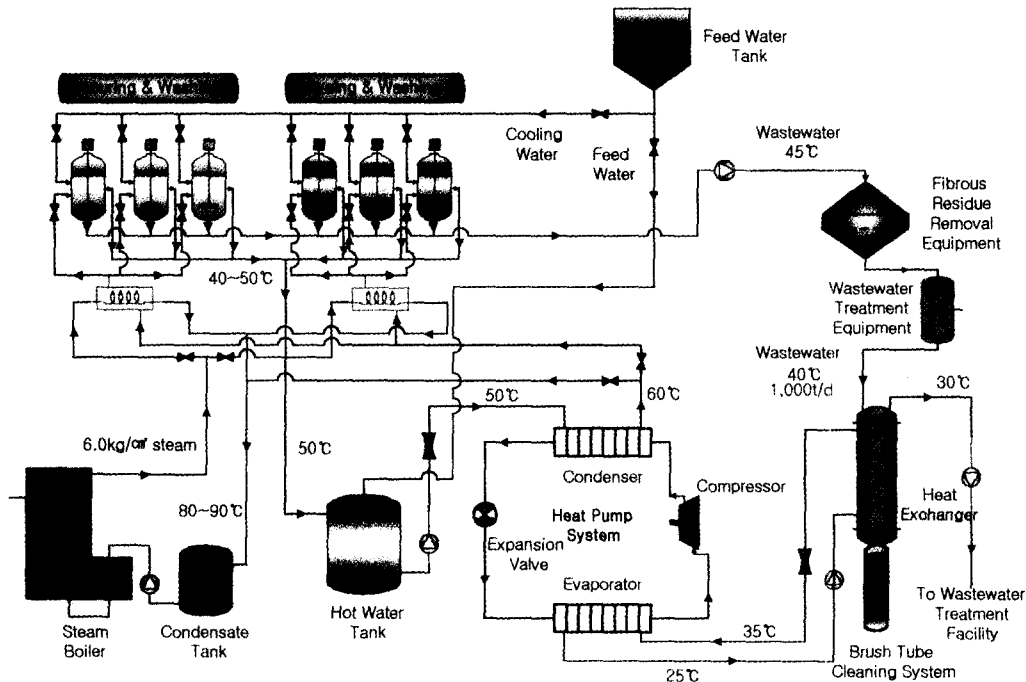 Feed Water
Tank
& Washing
& Washing
Cooling
Water
Feed
Water
Wastewater
45℃
Fibrous
Residue
Removal
Equipment
40~50℃
Wastewater
Treatment
Equipment
Wastewater
40℃
1,000t/d
30℃
50℃
60℃
6.0kg/㎠ steam
50℃
Condenser
Compressor
80~90℃
Heat Pump
System
Expansion
Valve
Heat
Exhanger
Evaporator
To Wastewater
Treatment
Facility
Steam
Boiler
Condensate
Tank
Hot Water
Tank
35℃
25℃
Brush Tube
Cleaning System